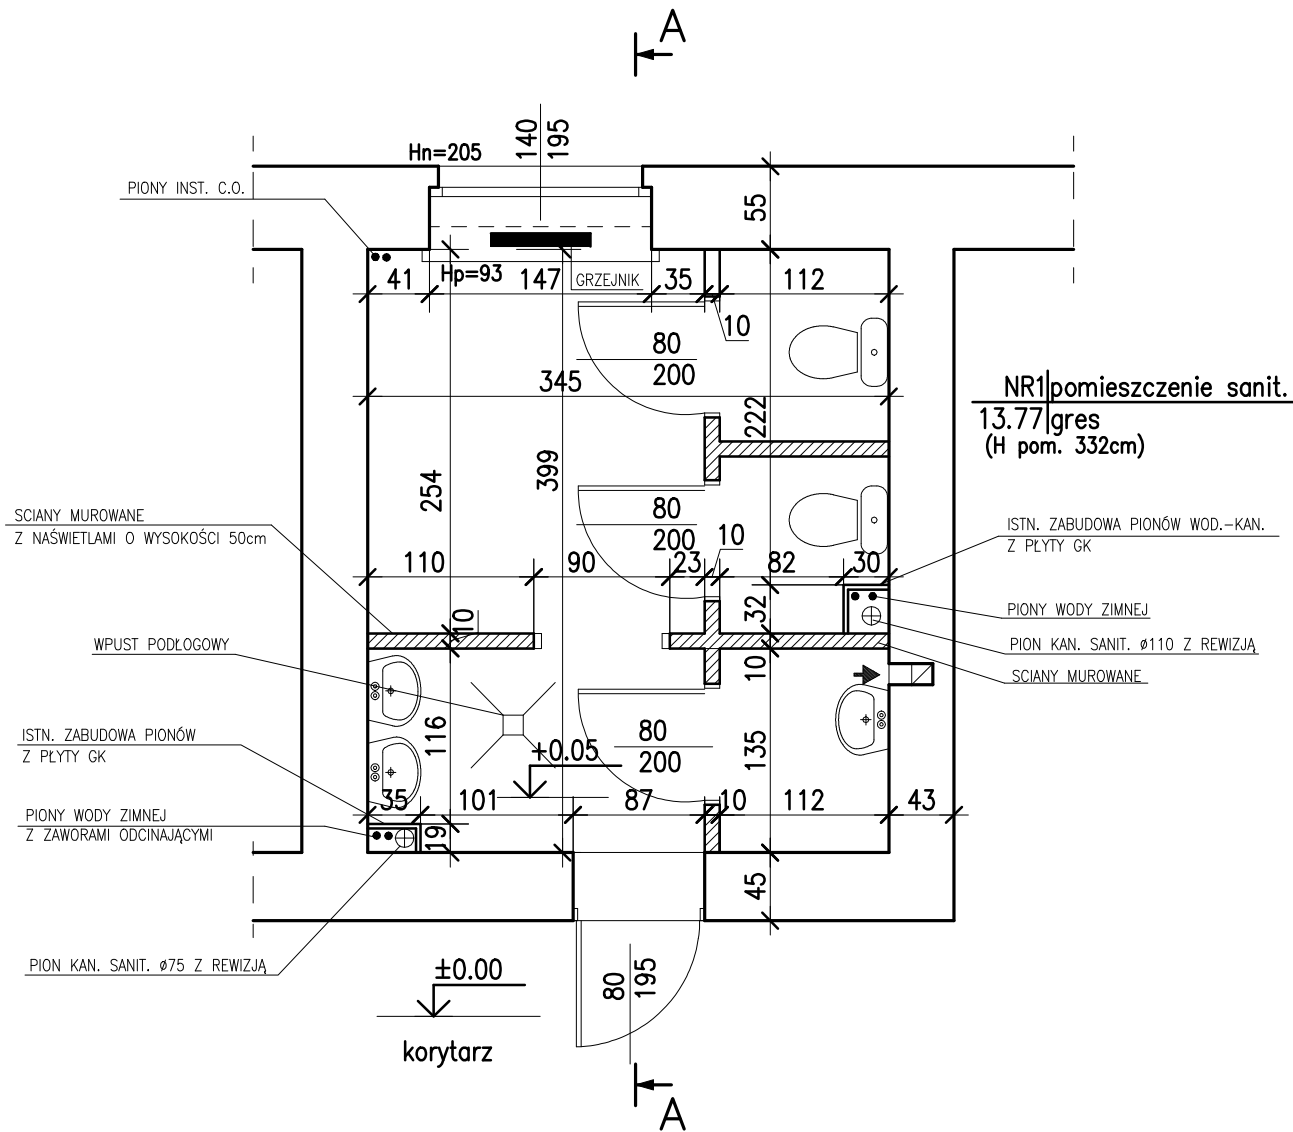 A
140
195
Hn=205
PIONY INST. C.O.
55
41
Hp=93
147
GRZEJNIK
35
112
10
80
200
345
222
NR1 pomieszczenie sanit.
13.77 gres
(H pom. 332cm)
254
399
80
200
10
SCIANY MUROWANE
Z NAŚWIETLAMI O WYSOKOŚCI 50cm
ISTN. ZABUDOWA PIONÓW WOD.-KAN.
Z PŁYTY GK
110
90
23
82
30
32
10
PIONY WODY ZIMNEJ
WPUST PODŁOGOWY
PION KAN. SANIT. ø110 Z REWIZJĄ
10
SCIANY MUROWANE
ISTN. ZABUDOWA PIONÓW
Z PŁYTY GK
116
+0.05
80
200
135
35
101
87
10
112
43
PIONY WODY ZIMNEJ
Z ZAWORAMI ODCINAJĄCYMI
19
45
PION KAN. SANIT. ø75 Z REWIZJĄ
±0.00
80
195
korytarz
A